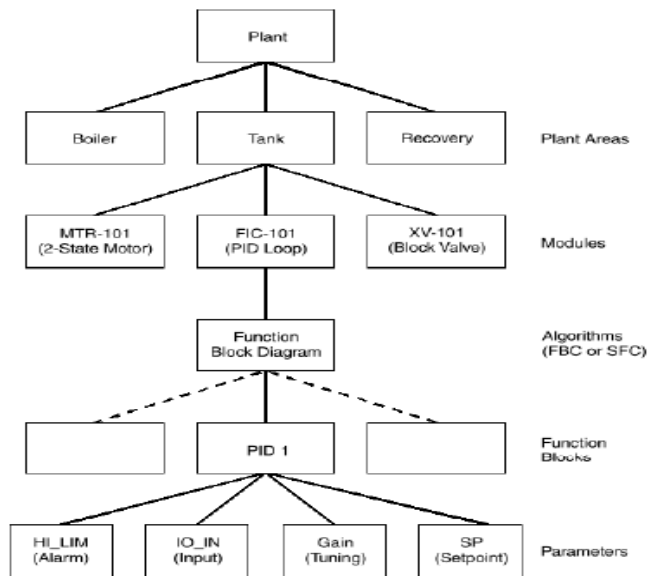 Plant
Boiler
Tank
Recovery
Plant Areas
MTR-101
(2-State Motor)
FIC-101
(PID Loop)
XV-101
(Block Valve)
Modules
Function
Block Diagram
Algorithms
(FBC or SFC)
PID 1
Function
Blocks
HI_LIM
(Alarm)
IO_IN
(Input)
Gain
(Tuning)
SP
(Setpoint)
Parameters